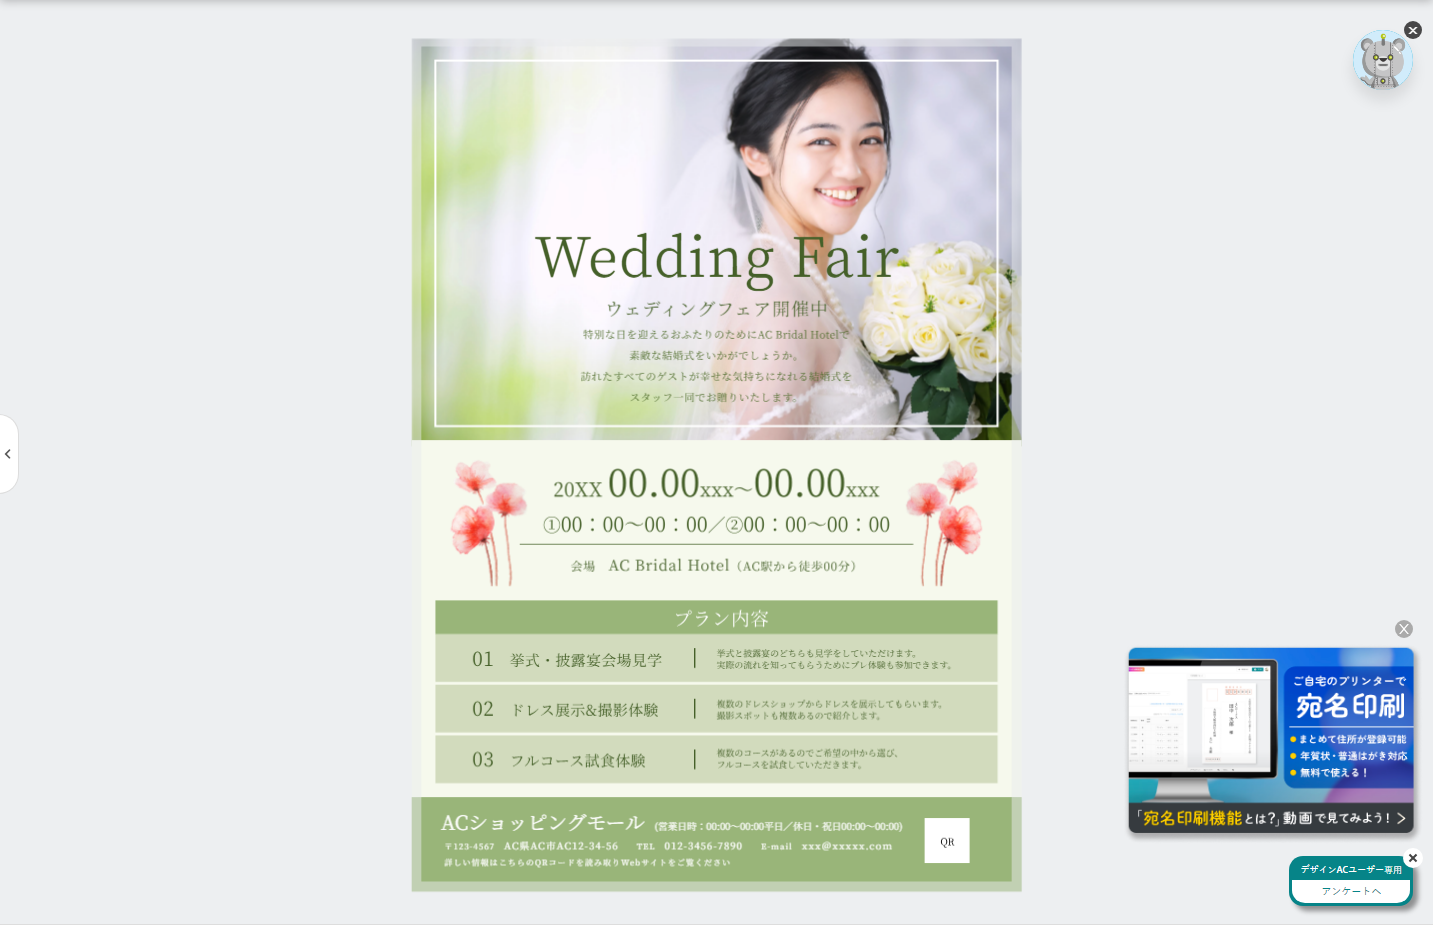 Wedding Fair
ウェディングフェア開催中
特別な日を迎えるおふたりのためにAC Bridal Hotelで
素敵な結婚式をいかがでしょうか。
訪れたすべてのゲストが幸せな気持ちになれる結婚式を
スタッフ一同でお贈りいたします。
20XX 00.00xxx～00.00xxx
①00：00～00：00／②00：00～00：00
会場　AC Bridal Hotel（AC駅から徒歩00分）
プラン内容
01 挙式・披露宴会場見学
挙式と披露宴のどちらも見学をしていただけます。
実際の流れを知ってもらうためにプレ体験も参加できます。
02 ドレス展示&撮影体験
複数のドレスショップからドレスを展示してもらいます。
撮影スポットも複数あるので紹介します。
03 フルコース試食体験
複数のコースがあるのでご希望の中から選び、
フルコースを試食していただきます。
ACショッピングモール (営業日時：00:00～00:00平日／休日・祝日00:00～00:00)
〒123-4567　AC県AC市AC12-34-56　TEL　012-3456-7890　E-mail　xxx@xxxxx.com
詳しい情報はこちらのQRコードを読み取りWebサイトをご覧ください
QR
ご自宅のプリンターで
宛名印刷
まとめて住所が登録可能
年賀状・普通はがき対応
無料で使える！
「宛名印刷機能とは?」動画で見てみよう！
デザインACユーザー専用
アンケートへ